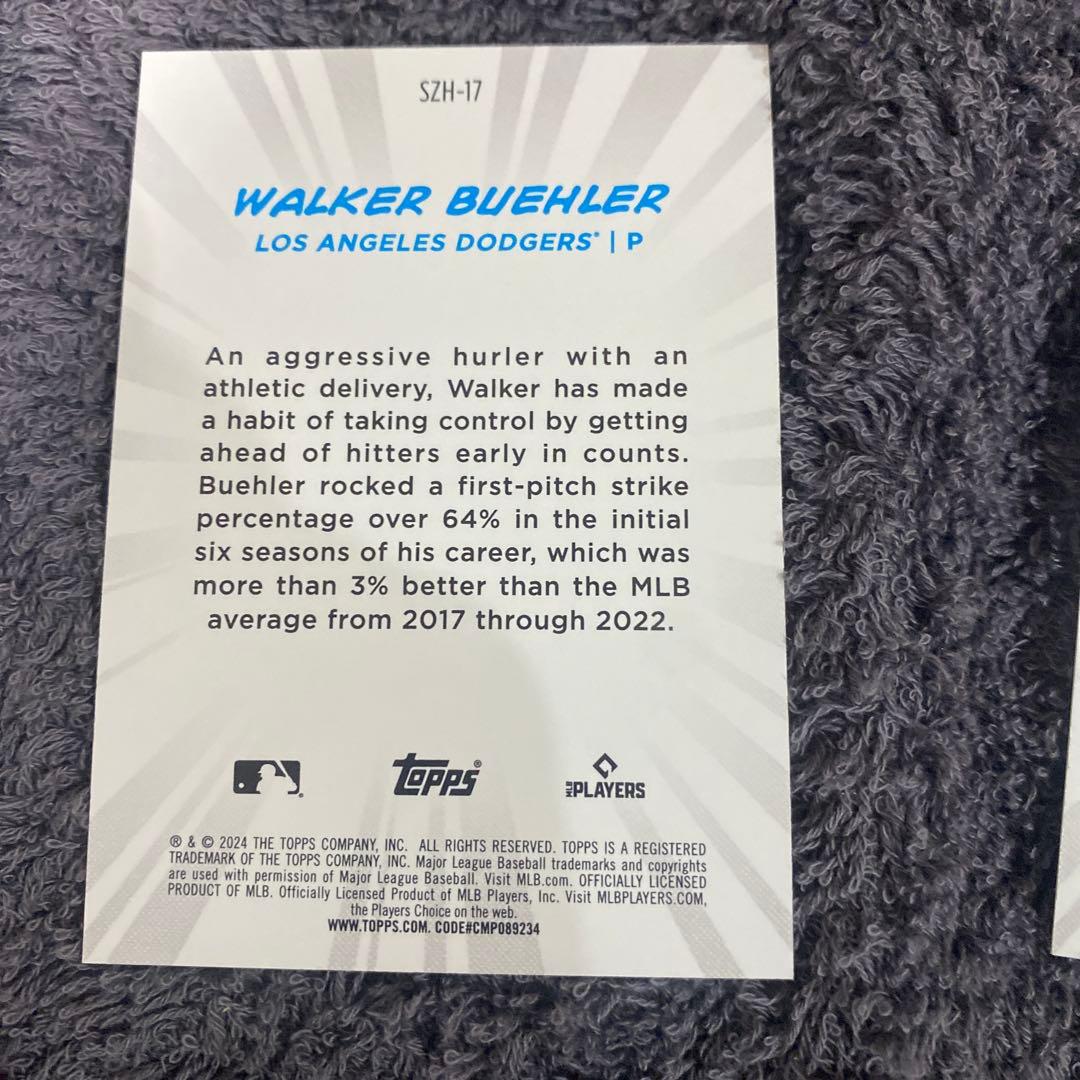 SZH-17
WALKER BUEHLER
LOS ANGELES DODGERS® | P
An aggressive hurler with an
athletic delivery, Walker has made
a habit of taking control by getting
ahead of hitters early in counts.
Buehler rocked a first-pitch strike
percentage over 64% in the initial
six seasons of his career, which was
more than 3% better than the MLB
average from 2017 through 2022.
topps®
MLB PLAYERS
® & © 2024 THE TOPPS COMPANY, INC. ALL RIGHTS RESERVED. TOPPS IS A REGISTERED
TRADEMARK OF THE TOPPS COMPANY, INC. Major League Baseball trademarks and copyrights
are used with permission of Major League Baseball. Visit MLB.com. OFFICIALLY LICENSED
PRODUCT OF MLB. Officially Licensed Product of MLB Players, Inc. Visit MLBPLAYERS.COM,
the Players Choice on the web.
WWW.TOPPS.COM. CODE#CMP089234